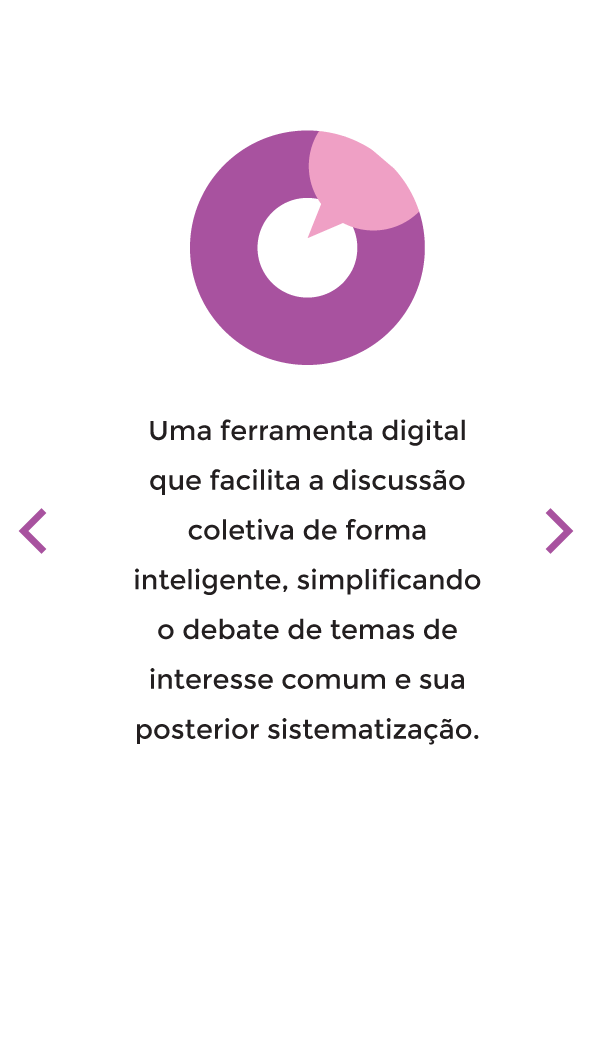 Uma ferramenta digital
que facilita a discussão
coletiva de forma
inteligente, simplificando
o debate de temas de
interesse comum e sua
posterior sistematização.